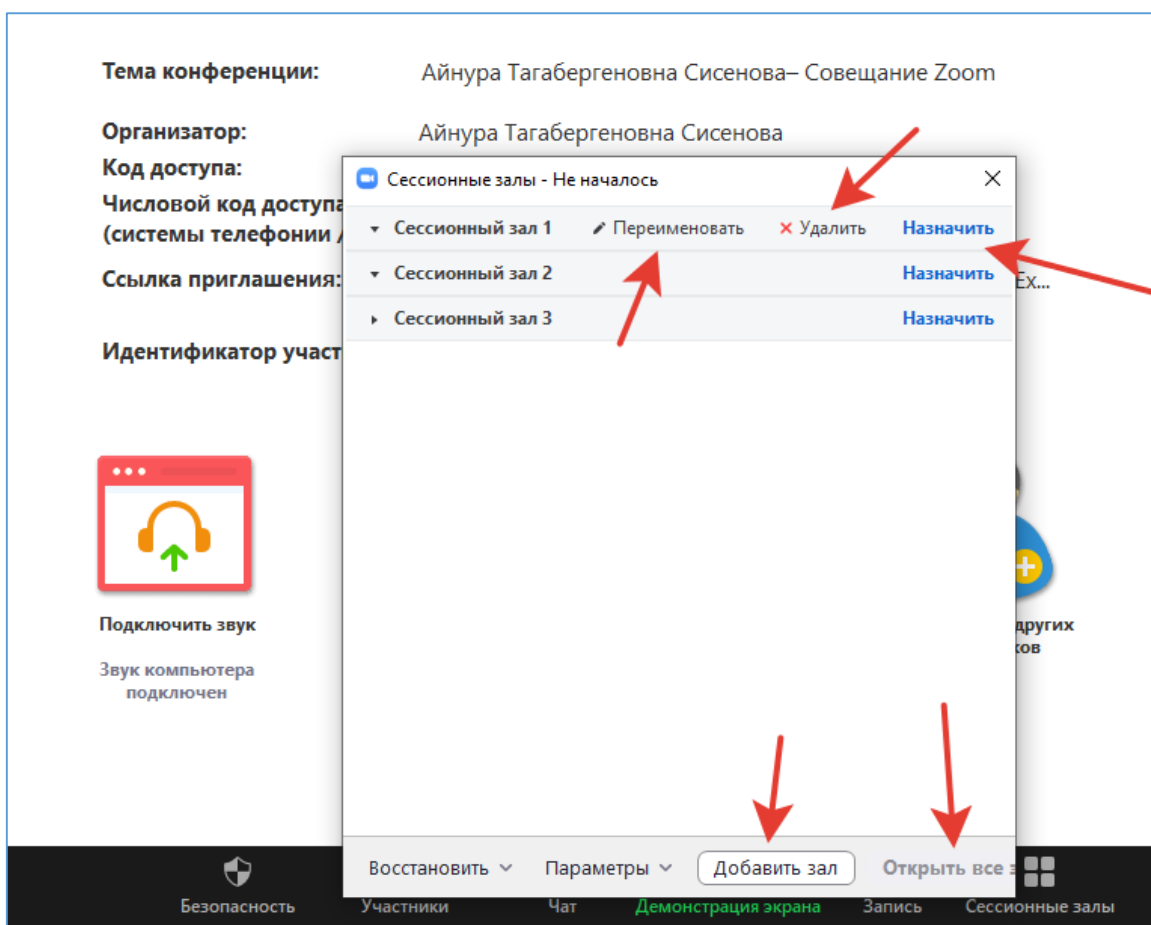 Тема конференции: Айнура Тагабергеновна Сисенова– Совещание Zoom
Организатор: Айнура Тагабергеновна Сисенова
Код доступа:
Числовой код доступа
(системы телефонии /
Ссылка приглашения: Ex...
Идентификатор участ
Сессионные залы - Не началось
Сессионный зал 1 Переименовать Удалить Назначить
Сессионный зал 2 Назначить
Сессионный зал 3 Назначить
Подключить звук
Звук компьютера
подключен
других
ков
Восстановить Параметры Добавить зал Открыть все
Безопасность Участники Чат Демонстрация экрана Запись Сессионные залы